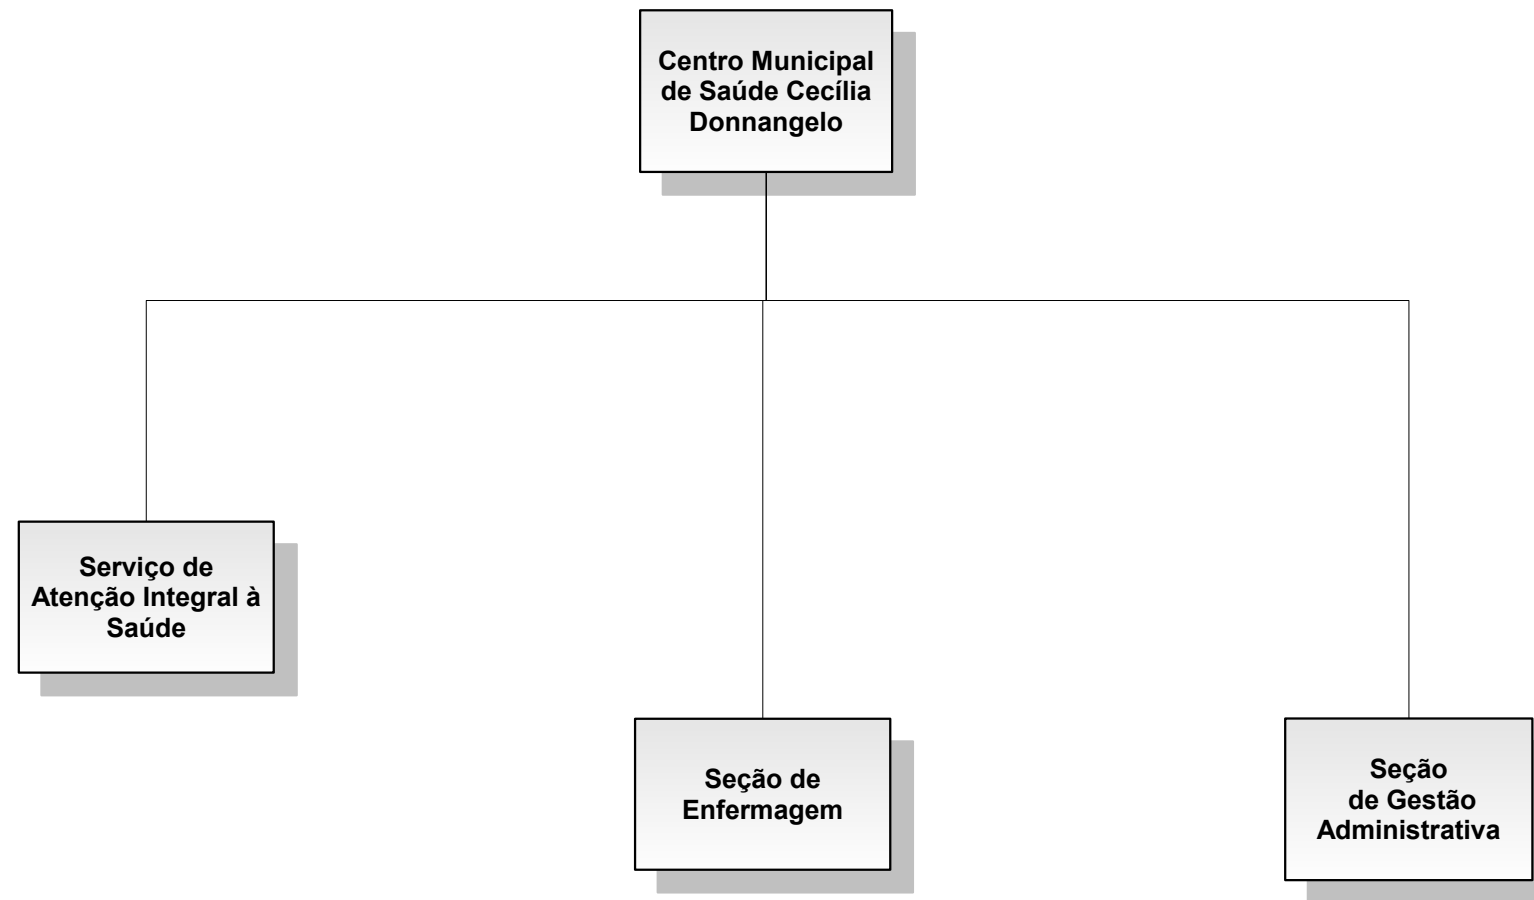 Centro Municipal
de Saúde Cecília
Donnangelo
Serviço de
Atenção Integral à
Saúde
Seção de
Enfermagem
Seção
de Gestão
Administrativa